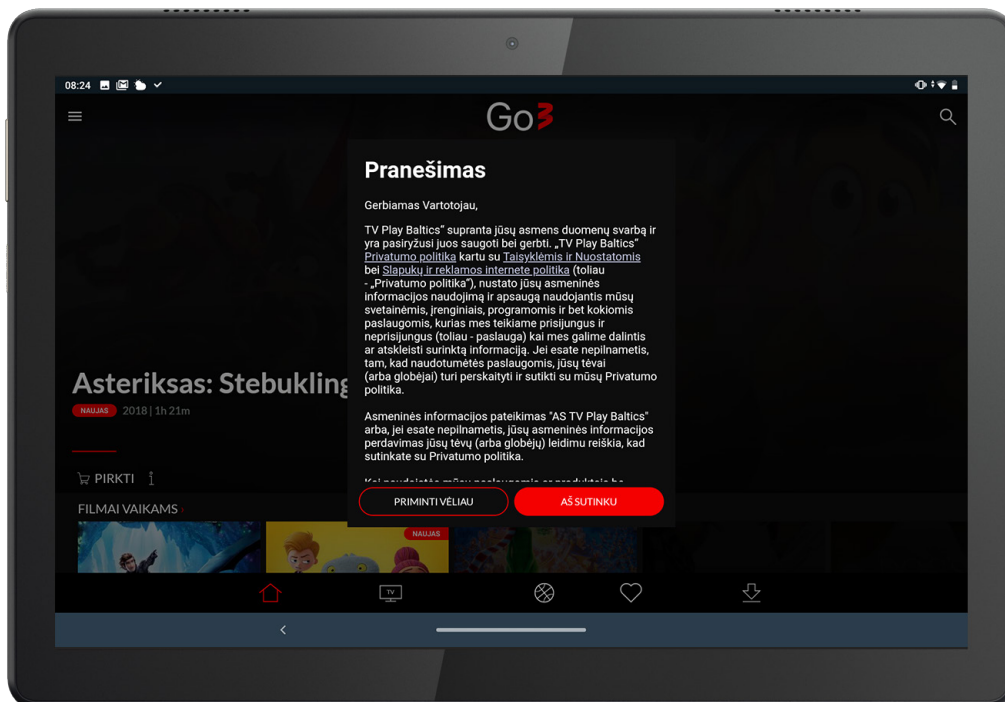 08:24
Go3
Pranešimas
Gerbiamas Vartotojau,
TV Play Baltics“ supranta jūsų asmens duomenų svarbą ir
yra pasiryžusi juos saugoti bei gerbti. „TV Play Baltics“
Privatumo politika kartu su Taisyklėmis ir Nuostatomis
bei Slapukų ir reklamos internete politika (toliau
- „Privatumo politika“), nustato jūsų asmeninės
informacijos naudojimą ir apsaugą naudojantis mūsų
svetainėmis, įrenginiais, programomis ir bet kokiomis
paslaugomis, kurias mes teikiame prisijungus ir
neprisijungus (toliau - paslauga) kai mes galime dalintis
ar atskleisti surinktą informaciją. Jei esate nepilnametis,
tam, kad naudotumėtės paslaugomis, jūsų tėvai
(arba globėjai) turi perskaityti ir sutikti su mūsų Privatumo
politika.
Asmeninės informacijos pateikimas "AS TV Play Baltics"
arba, jei esate nepilnametis, jūsų asmeninės informacijos
perdavimas jūsų tėvų (arba globėjų) leidimu reiškia, kad
sutinkate su Privatumo politika.
PRIMINTI VĖLIAU
AŠ SUTINKU
Asteriksas: Stebukling
NAUJAS 2018 | 1h 21m
PIRKTI
FILMAI VAIKAMS
NAUJAS
TV